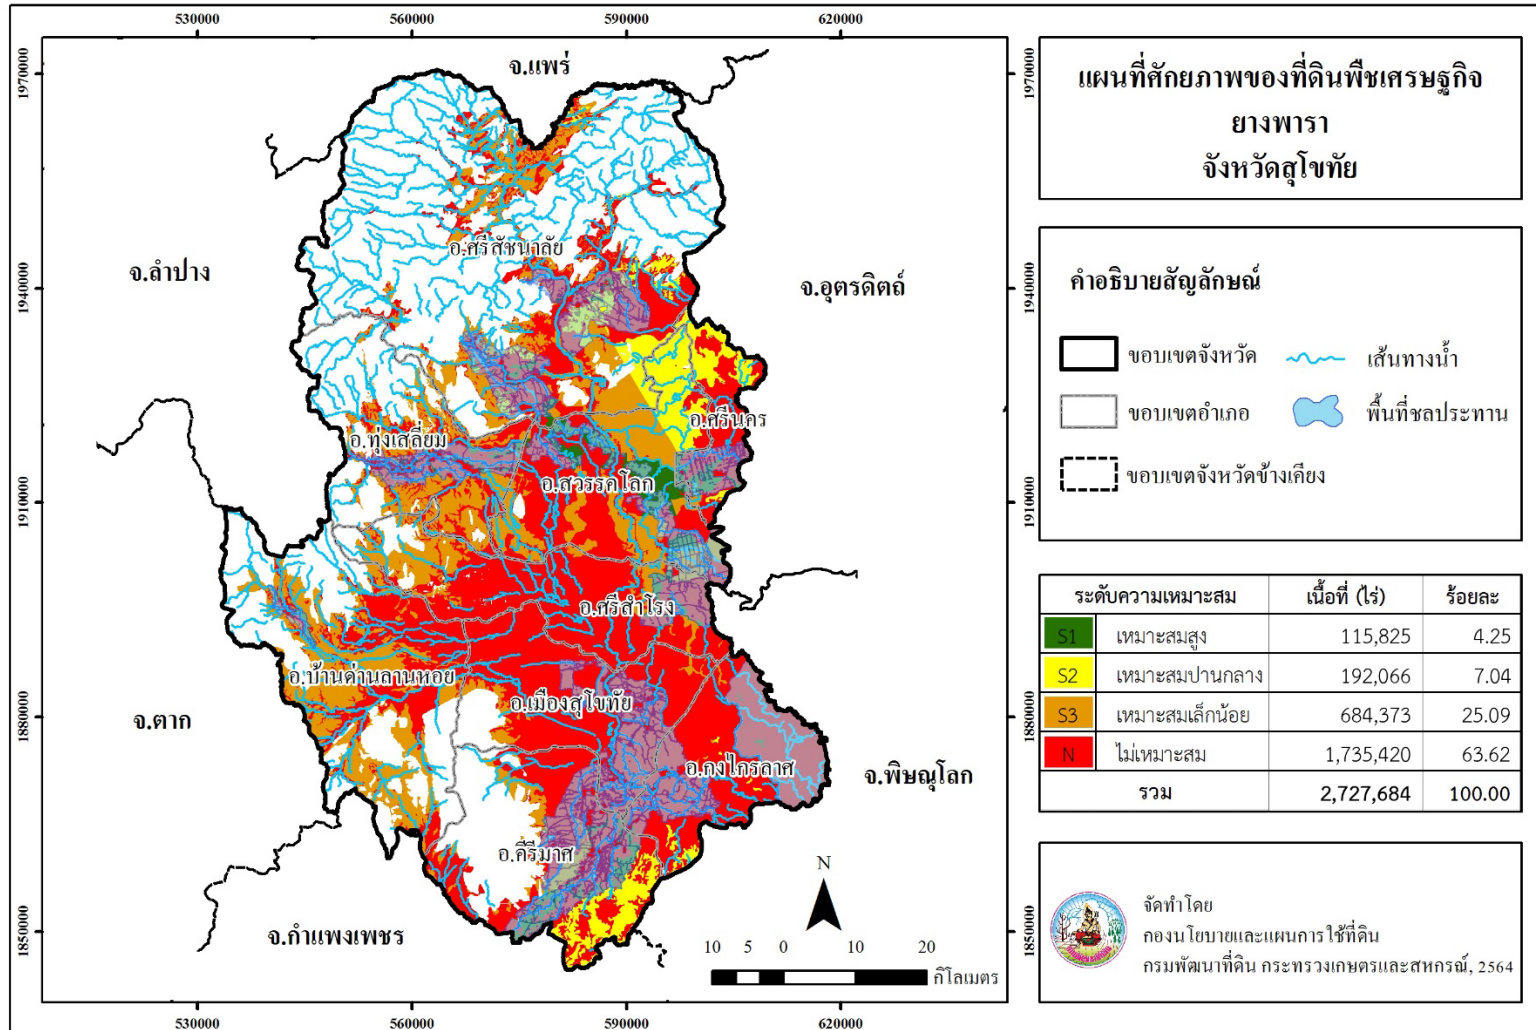 530000 560000 590000 620000
1970000
1940000
1910000
1880000
1850000
1970000
1940000
1910000
1880000
1850000
จ.แพร่
จ.ลำปาง
อ.ศรีสัชนาลัย
จ.อุตรดิตถ์
อ.ศรีนคร
อ.ทุ่งเสลี่ยม
อ.สวรรคโลก
อ.ศรีสำโรง
อ.บ้านด่านลานหอย
อ.เมืองสุโขทัย
จ.ตาก
อ.กงไกรลาศ
จ.พิษณุโลก
อ.คีรีมาศ
จ.กำแพงเพชร
N
10 5 0 10 20
กิโลเมตร
530000 560000 590000 620000
แผนที่ศักยภาพของที่ดินพืชเศรษฐกิจ
ยางพารา
จังหวัดสุโขทัย
คำอธิบายสัญลักษณ์
ขอบเขตจังหวัด เส้นทางน้ำ
ขอบเขตอำเภอ พื้นที่ชลประทาน
ขอบเขตจังหวัดข้างเคียง
ระดับความเหมาะสม เนื้อที่ (ไร่) ร้อยละ
S1 เหมาะสมสูง 115,825 4.25
S2 เหมาะสมปานกลาง 192,066 7.04
S3 เหมาะสมเล็กน้อย 684,373 25.09
N ไม่เหมาะสม 1,735,420 63.62
รวม 2,727,684 100.00
จัดทำโดย
กองนโยบายและแผนการใช้ที่ดิน
กรมพัฒนาที่ดิน กระทรวงเกษตรและสหกรณ์, 2564